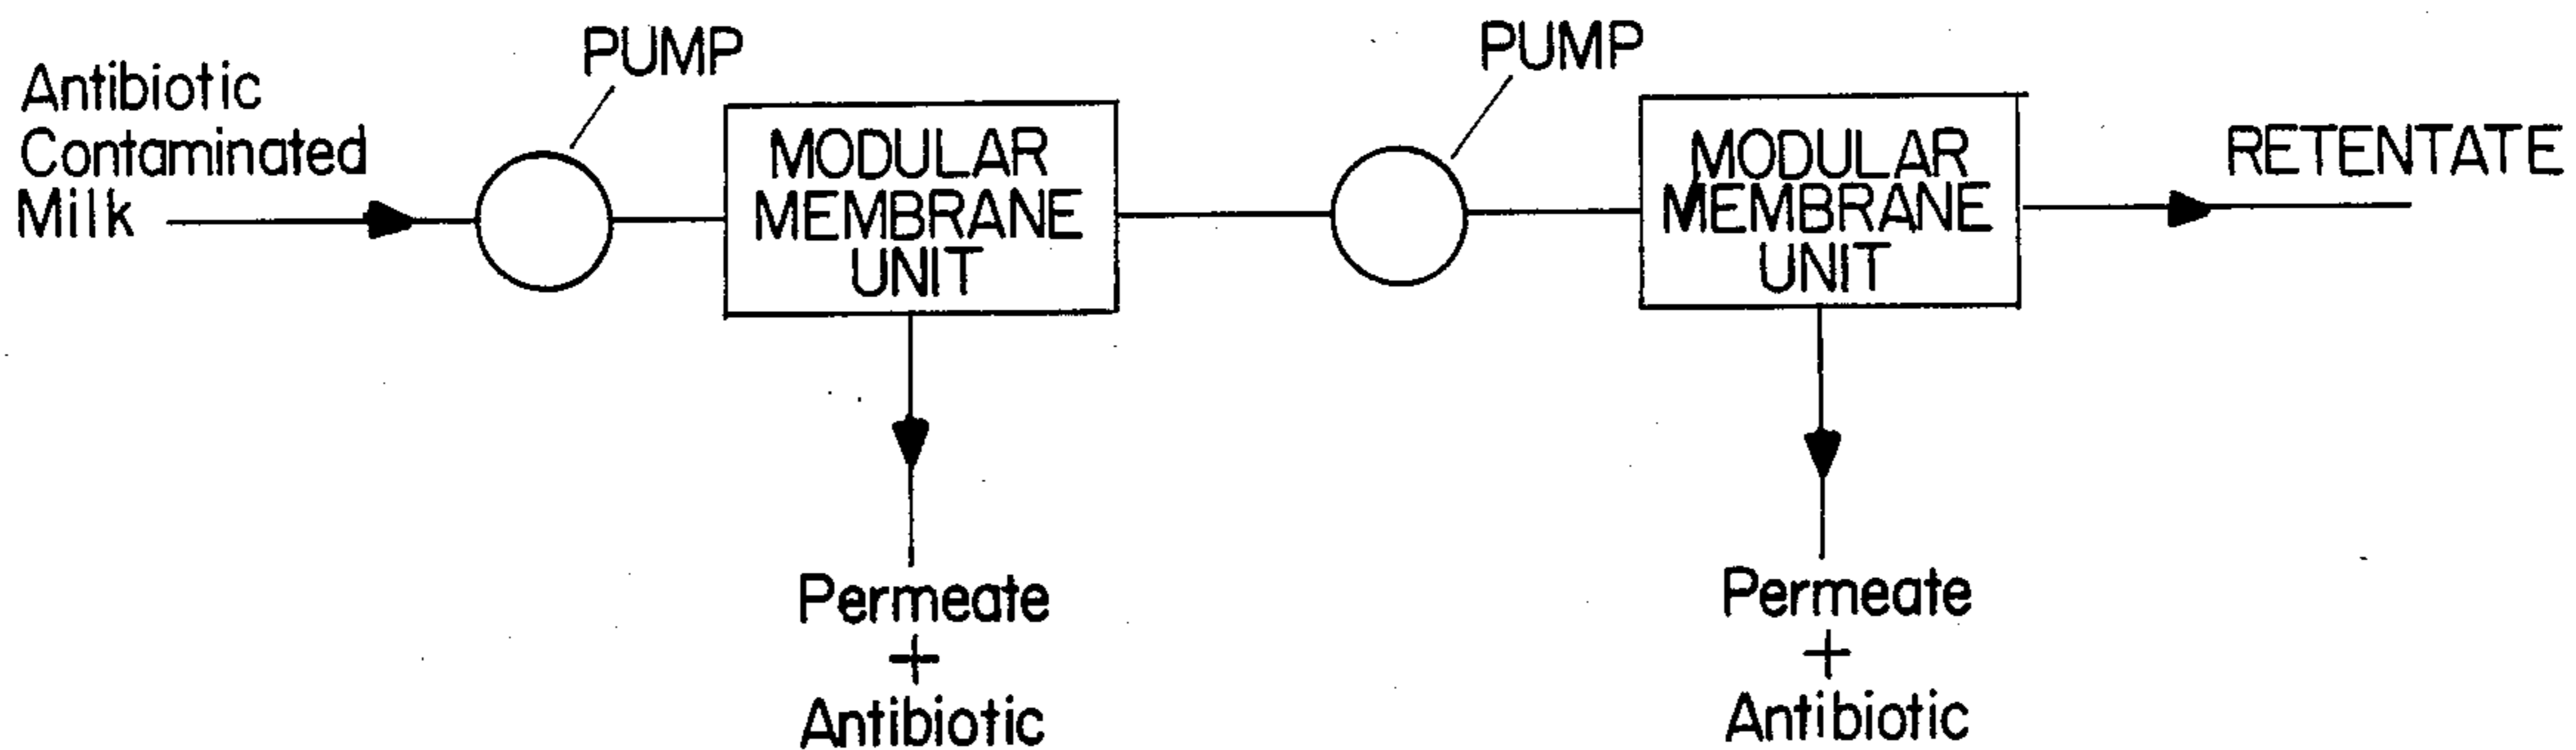 Antibiotic
Contaminated
Milk
PUMP
MODULAR
MEMBRANE
UNIT
Permeate
+
Antibiotic
PUMP
MODULAR
MEMBRANE
UNIT
Permeate
+
Antibiotic
RETENTATE